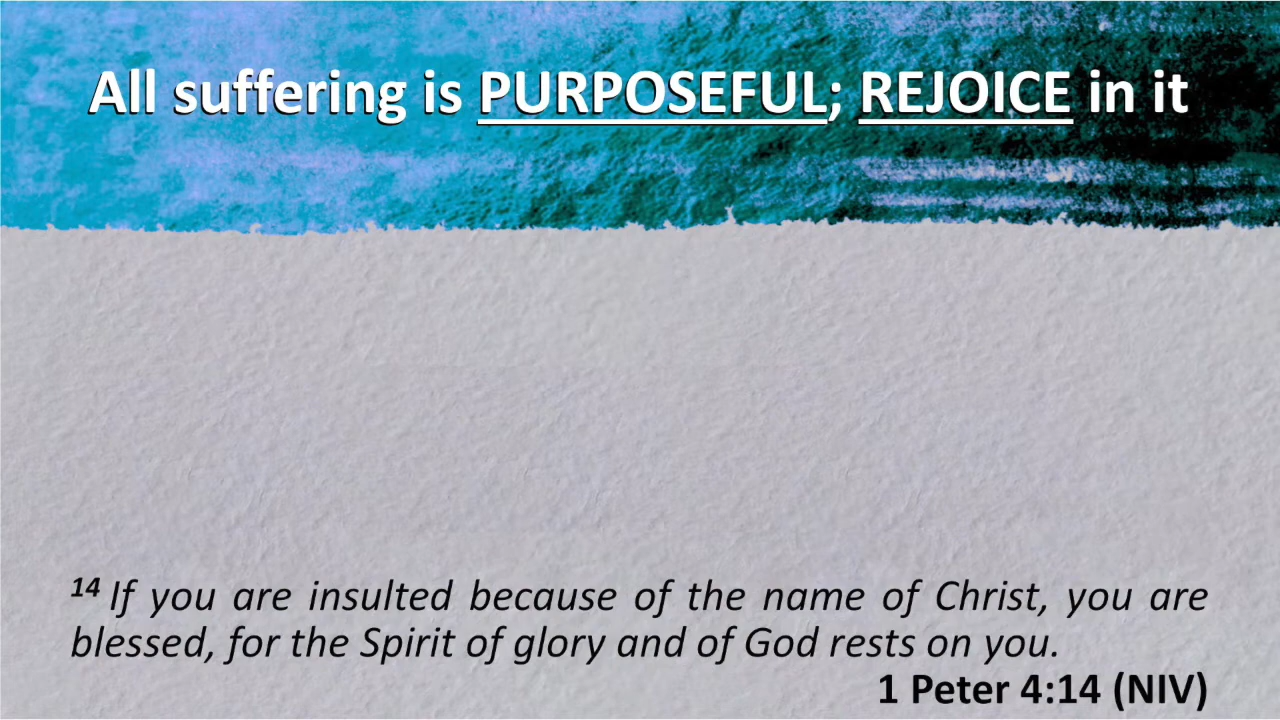 All suffering is PURPOSEFUL; REJOICE in it
14 If you are insulted because of the name of Christ, you are
blessed, for the Spirit of glory and of God rests on you.
1 Peter 4:14 (NIV)